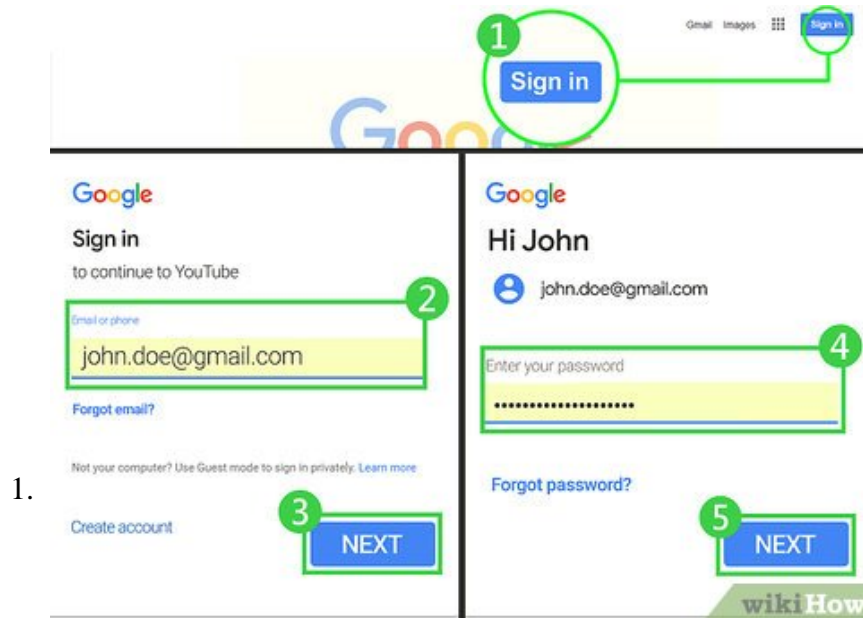 Gmail Images Sign in
1
Sign in
Google
Google
Sign in
to continue to YouTube
2
Email or phone
john.doe@gmail.com
Forgot email?
Not your computer? Use Guest mode to sign in privately. Learn more
Create account
3
NEXT
Google
Hi John
john.doe@gmail.com
4
Enter your password
••••••••••••••••••••
Forgot password?
5
NEXT
1.
wikiHow